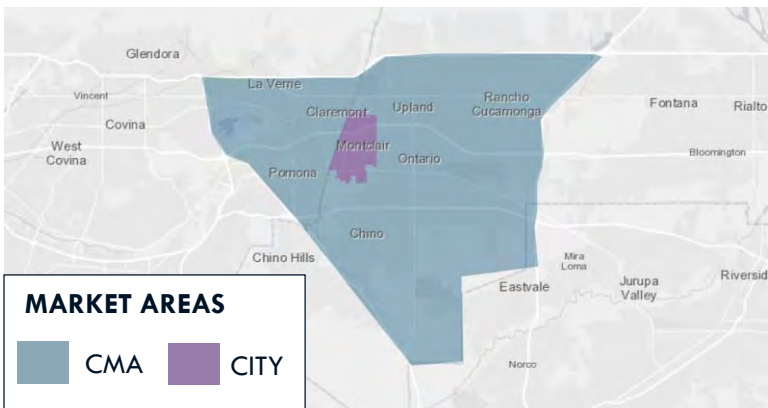 Glendora
La Verne
Vincent
Rancho
Cucamonga
Claremont
Upland
Fontana
Rialto
Covina
West
Covina
Montclair
Bloomington
Ontario
Pomona
Chino
Chino Hills
Mira
Loma
Eastvale
Jurupa
Valley
Riversid
Norco
MARKET AREAS
CMA
CITY